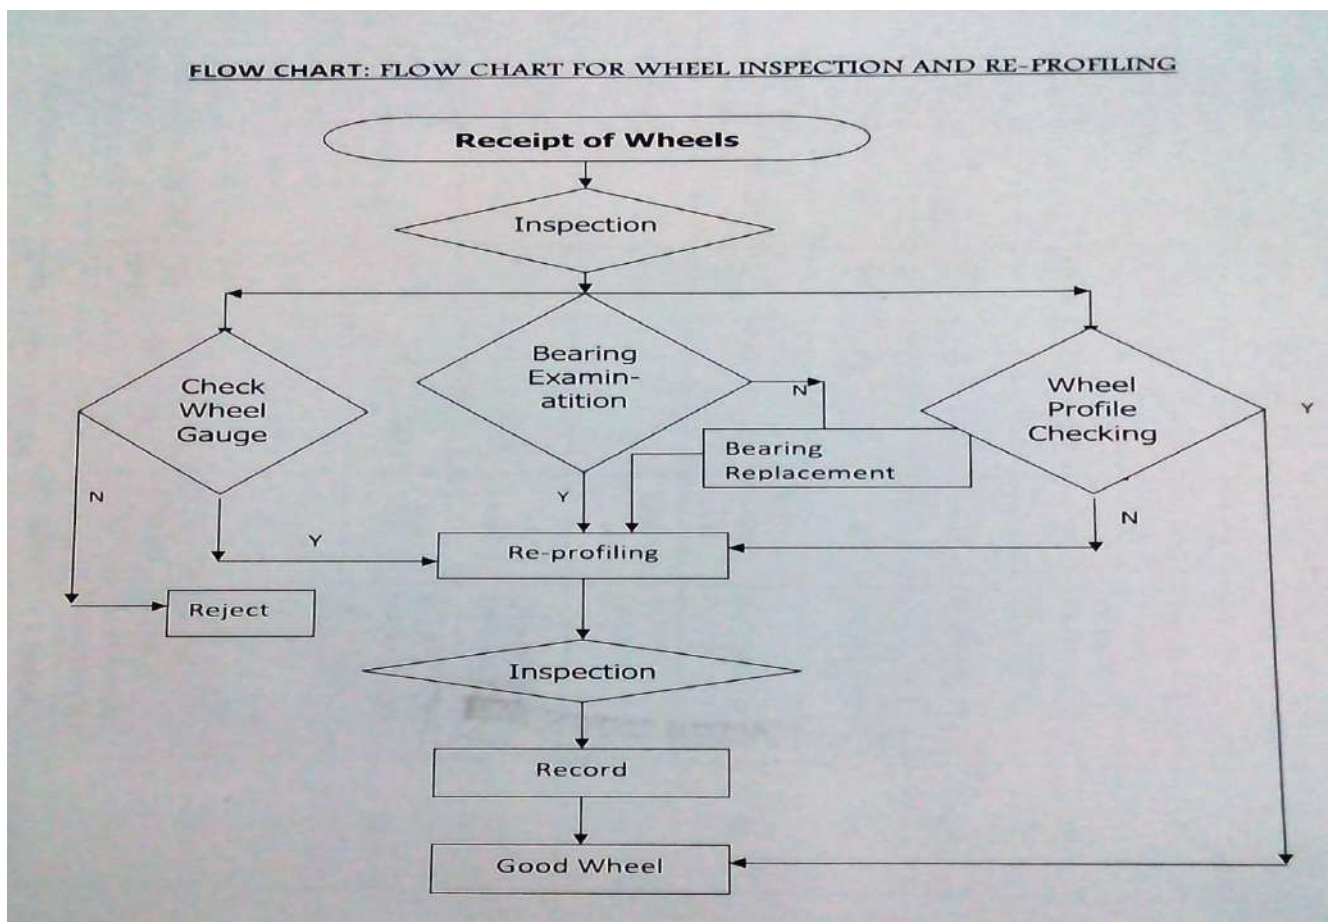 FLOW CHART: FLOW CHART FOR WHEEL INSPECTION AND RE-PROFILING
Receipt of Wheels
Inspection
Check
Wheel
Gauge
Bearing
Examin-
atition
Wheel
Profile
Checking
N
Y
Bearing
Replacement
N
Y
N
Y
Re-profiling
Reject
Inspection
Record
Good Wheel